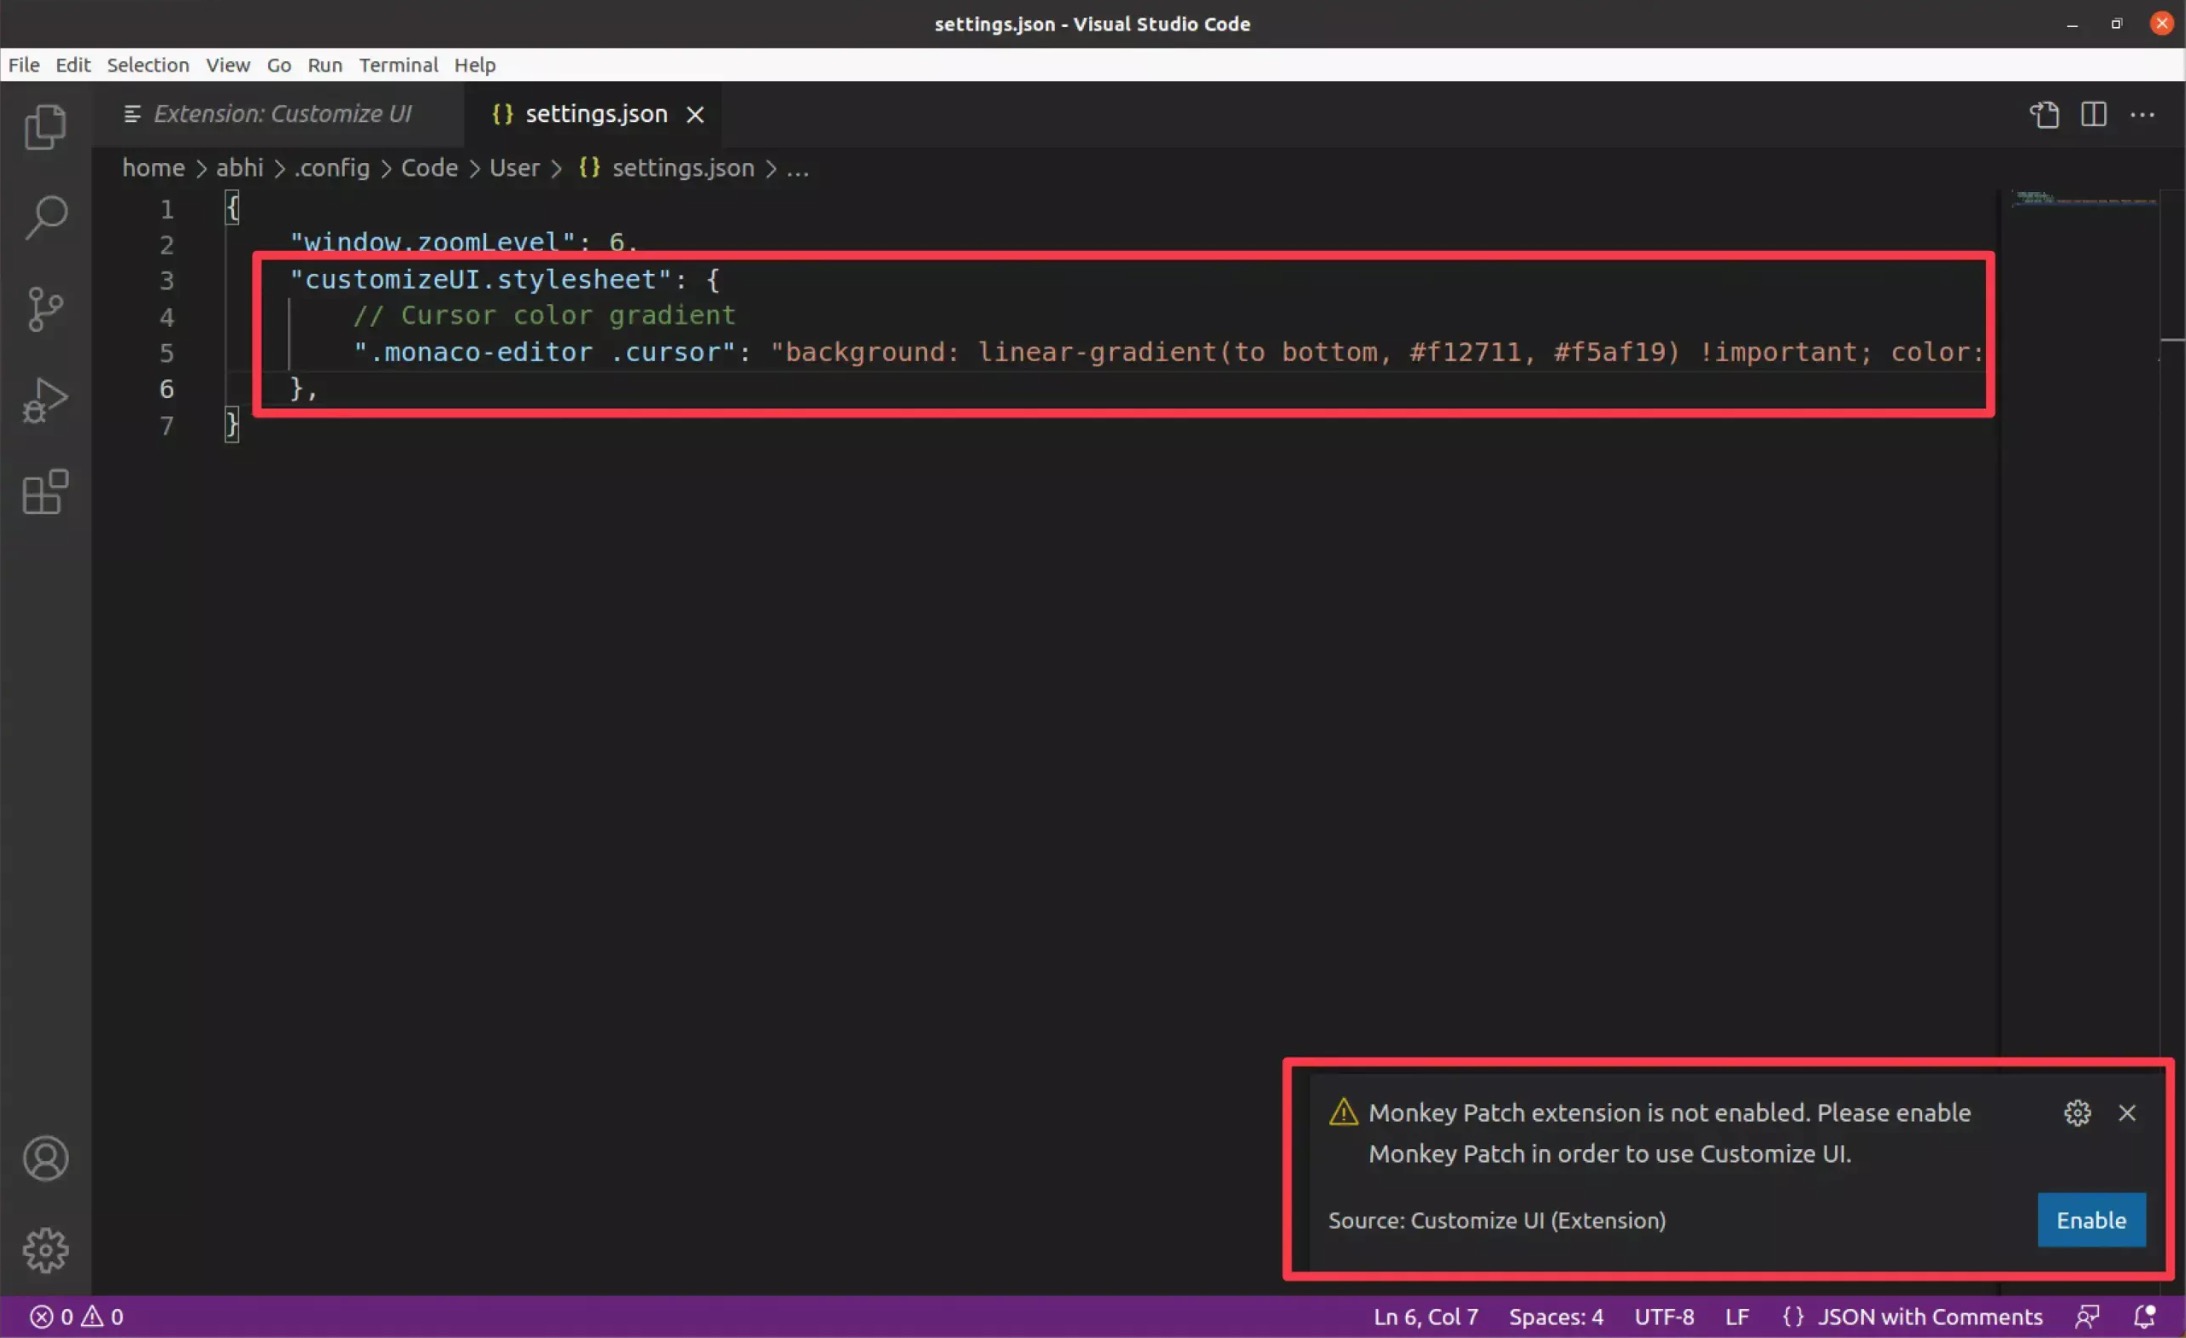 settings.json - Visual Studio Code
File Edit Selection View Go Run Terminal Help
Extension: Customize UI
{} settings.json
home > abhi > .config > Code > User > {} settings.json > ...
1 {
2 "window.zoomLevel": 6,
3 "customizeUI.stylesheet": {
4 // Cursor color gradient
5 ".monaco-editor .cursor": "background: linear-gradient(to bottom, #f12711, #f5af19) !important; color:
6 },
7 }
Monkey Patch extension is not enabled. Please enable
Monkey Patch in order to use Customize UI.
Source: Customize UI (Extension)
Enable
0 0
Ln 6, Col 7 Spaces: 4 UTF-8 LF {} JSON with Comments